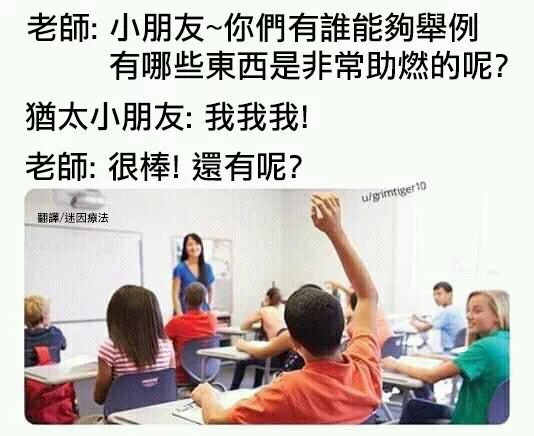 老師: 小朋友~你們有誰能夠舉例
有哪些東西是非常助燃的呢?
猶太小朋友: 我我我!
老師: 很棒! 還有呢?
u/grimtiger10
翻譯/迷因療法